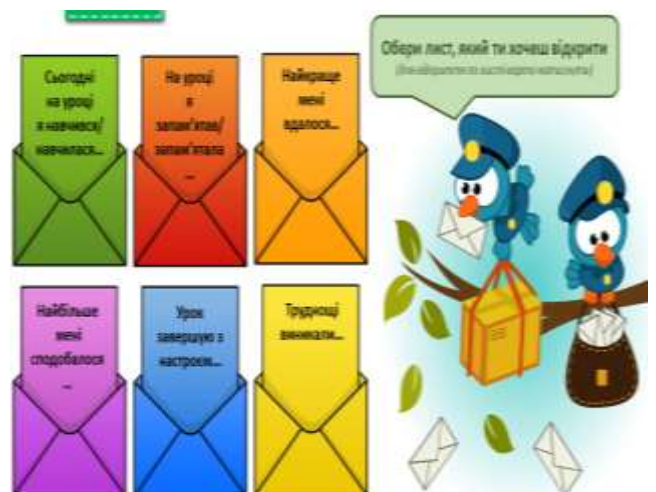 Сьогодні
на уроці
я навчився/
навчилася...
На уроці
я
запам'ятав/
запам'ятала
...
Найкраще
мені
вдалося...
Обери лист, який ти хочеш відкрити
Найбільше
мені
сподобалося
...
Урок
завершую з
настроєм...
Труднощі
виникали...